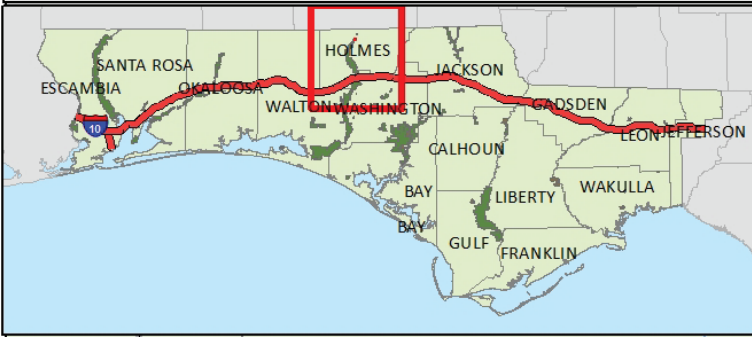 HOLMES
SANTA ROSA
JACKSON
ESCAMBIA
OKALOOSA
WALTON
WASHINGTON
GADSDEN
10
LEON
JEFFERSON
CALHOUN
BAY
LIBERTY
WAKULLA
BAY
GULF
FRANKLIN